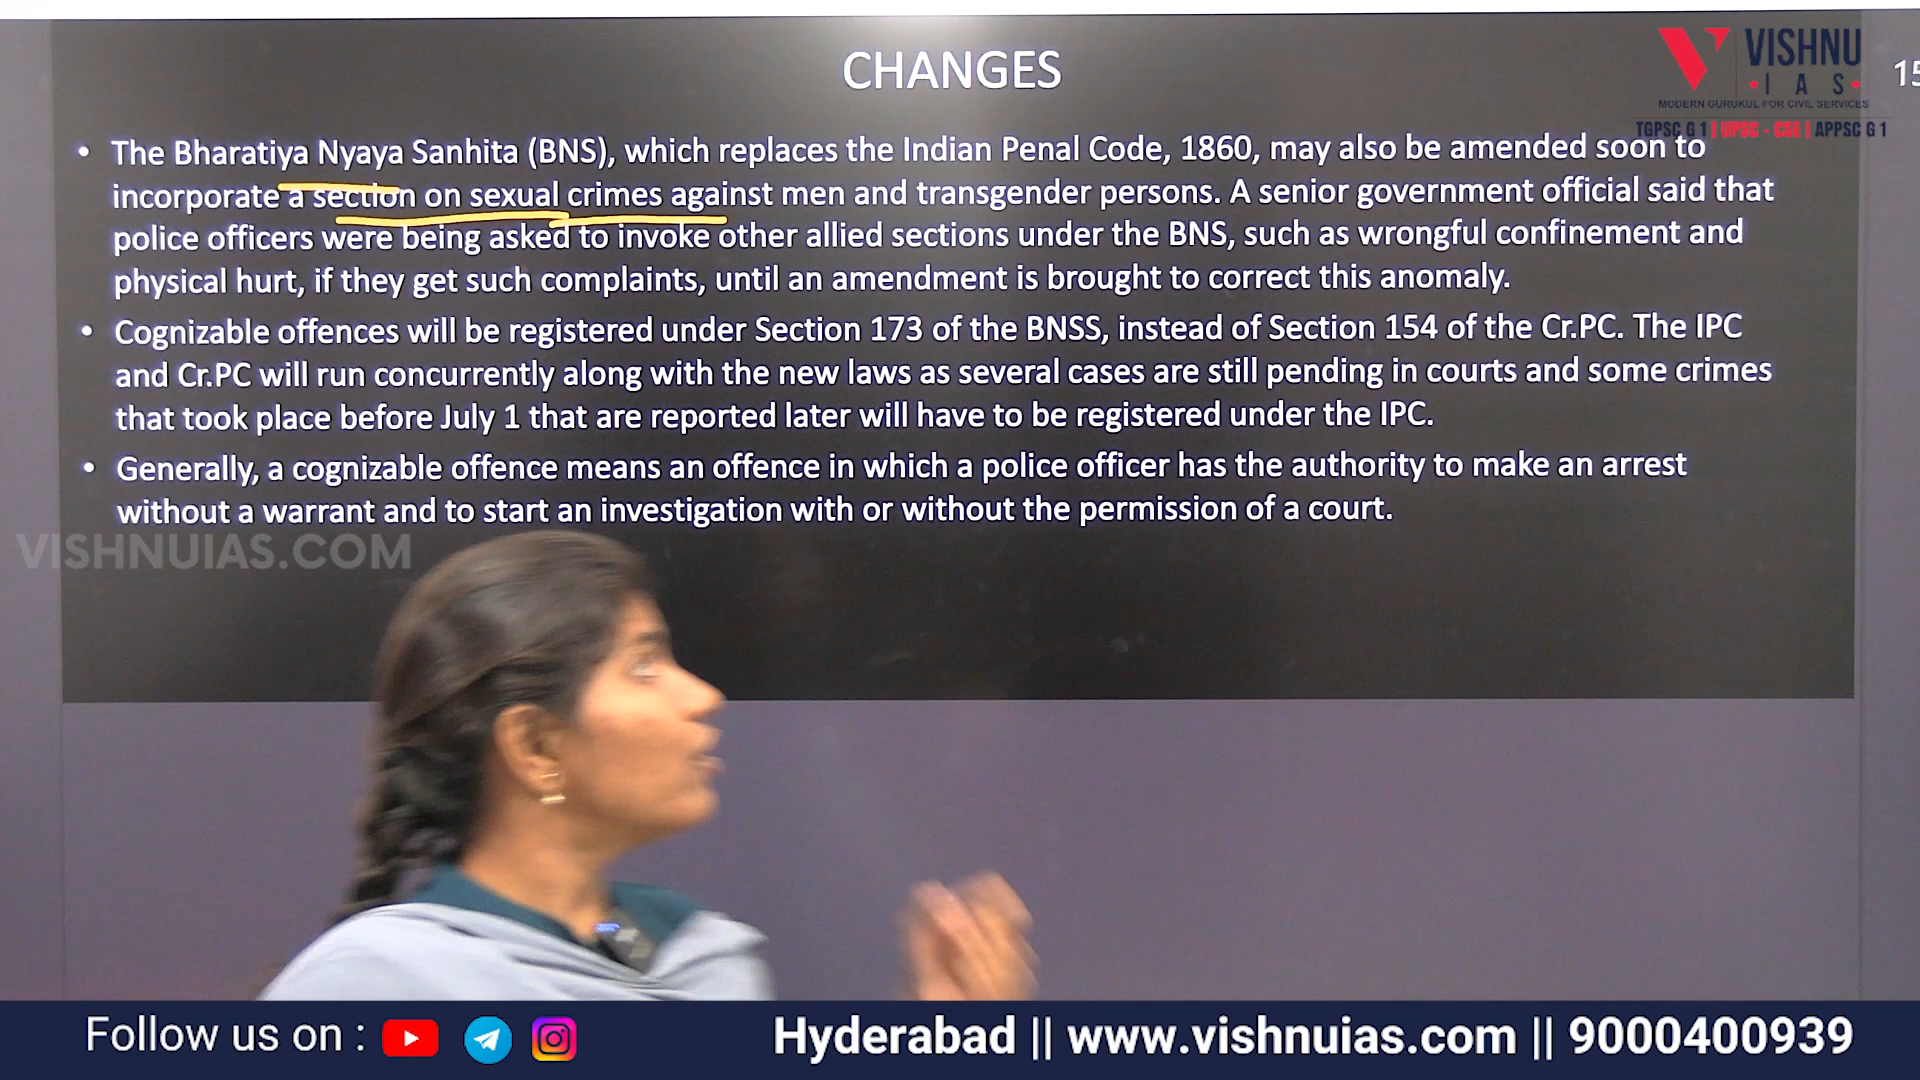 CHANGES
VISHNU
15
I A S
MODERN GURUKUL FOR CIVIL SERVICES
TGPSC G 1 | UPSC - CSE | APPSC G 1
• The Bharatiya Nyaya Sanhita (BNS), which replaces the Indian Penal Code, 1860, may also be amended soon to
incorporate a section on sexual crimes against men and transgender persons. A senior government official said that
police officers were being asked to invoke other allied sections under the BNS, such as wrongful confinement and
physical hurt, if they get such complaints, until an amendment is brought to correct this anomaly.
• Cognizable offences will be registered under Section 173 of the BNSS, instead of Section 154 of the Cr.PC. The IPC
and Cr.PC will run concurrently along with the new laws as several cases are still pending in courts and some crimes
that took place before July 1 that are reported later will have to be registered under the IPC.
• Generally, a cognizable offence means an offence in which a police officer has the authority to make an arrest
without a warrant and to start an investigation with or without the permission of a court.
VISHNUIAS.COM
Follow us on :
Hyderabad || www.vishnuias.com || 9000400939